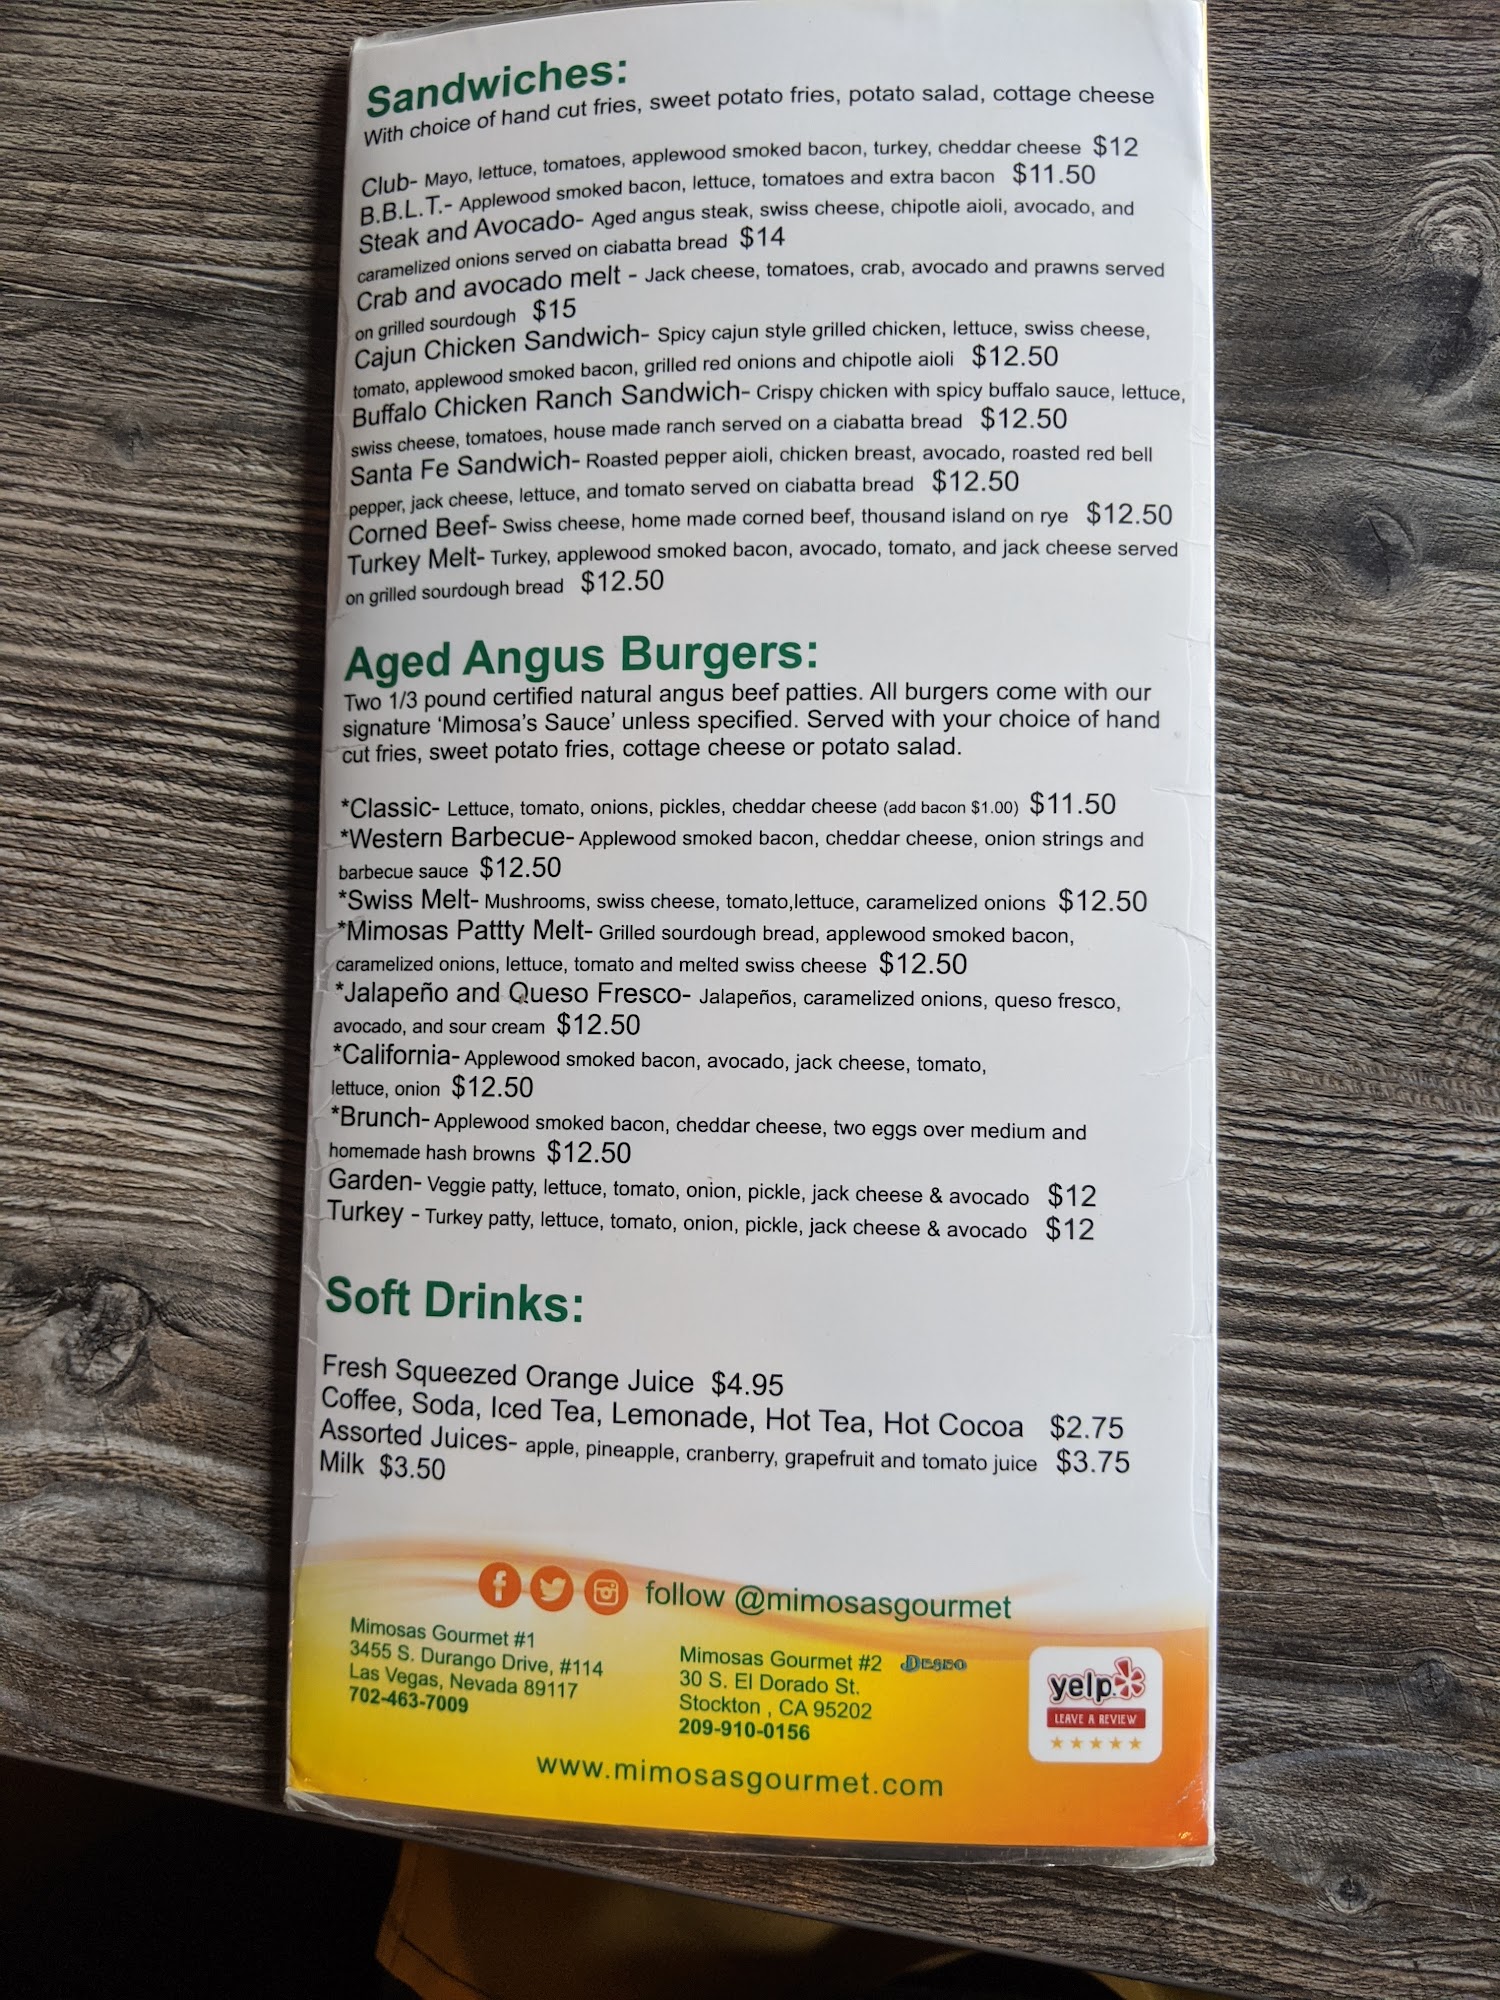 Sandwiches:
With choice of hand cut fries, sweet potato fries, potato salad, cottage cheese
Club- Mayo, lettuce, tomatoes, applewood smoked bacon, turkey, cheddar cheese $12
B.B.L.T.- Applewood smoked bacon, lettuce, tomatoes and extra bacon $11.50
Steak and Avocado- Aged angus steak, swiss cheese, chipotle aioli, avocado, and
caramelized onions served on ciabatta bread $14
Crab and avocado melt - Jack cheese, tomatoes, crab, avocado and prawns served
on grilled sourdough $15
Cajun Chicken Sandwich- Spicy cajun style grilled chicken, lettuce, swiss cheese,
tomato, applewood smoked bacon, grilled red onions and chipotle aioli $12.50
Buffalo Chicken Ranch Sandwich- Crispy chicken with spicy buffalo sauce, lettuce,
swiss cheese, tomatoes, house made ranch served on a ciabatta bread $12.50
Santa Fe Sandwich- Roasted pepper aioli, chicken breast, avocado, roasted red bell
pepper, jack cheese, lettuce, and tomato served on ciabatta bread $12.50
Corned Beef- Swiss cheese, home made corned beef, thousand island on rye $12.50
Turkey Melt- Turkey, applewood smoked bacon, avocado, tomato, and jack cheese served
on grilled sourdough bread $12.50
Aged Angus Burgers:
Two 1/3 pound certified natural angus beef patties. All burgers come with our
signature 'Mimosa's Sauce' unless specified. Served with your choice of hand
cut fries, sweet potato fries, cottage cheese or potato salad.
*Classic- Lettuce, tomato, onions, pickles, cheddar cheese (add bacon $1.00) $11.50
*Western Barbecue- Applewood smoked bacon, cheddar cheese, onion strings and
barbecue sauce $12.50
*Swiss Melt- Mushrooms, swiss cheese, tomato,lettuce, caramelized onions $12.50
*Mimosas Pattty Melt- Grilled sourdough bread, applewood smoked bacon,
caramelized onions, lettuce, tomato and melted swiss cheese $12.50
*Jalapeño and Queso Fresco- Jalapeños, caramelized onions, queso fresco,
avocado, and sour cream $12.50
*California- Applewood smoked bacon, avocado, jack cheese, tomato,
lettuce, onion $12.50
*Brunch- Applewood smoked bacon, cheddar cheese, two eggs over medium and
homemade hash browns $12.50
Garden- Veggie patty, lettuce, tomato, onion, pickle, jack cheese & avocado $12
Turkey - Turkey patty, lettuce, tomato, onion, pickle, jack cheese & avocado $12
Soft Drinks:
Fresh Squeezed Orange Juice $4.95
Coffee, Soda, Iced Tea, Lemonade, Hot Tea, Hot Cocoa $2.75
Assorted Juices- apple, pineapple, cranberry, grapefruit and tomato juice $3.75
Milk $3.50
follow @mimosasgourmet
Mimosas Gourmet #1
3455 S. Durango Drive, #114
Las Vegas, Nevada 89117
702-463-7009
Mimosas Gourmet #2 DESEO
30 S. El Dorado St.
Stockton , CA 95202
209-910-0156
yelp
LEAVE A REVIEW
www.mimosasgourmet.com